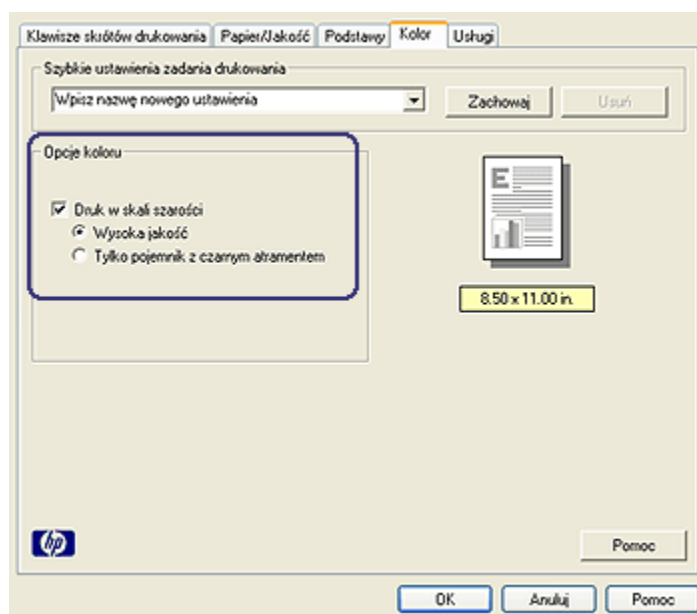 Klawisze skrótów drukowania Papier/Jakość Podstawy Kolor Usługi
Szybkie ustawienia zadania drukowania
Wpisz nazwę nowego ustawienia Zachowaj Usuń
Opcje koloru
Druk w skali szarości
Wysoka jakość
Tylko pojemnik z czarnym atramentem
E
8.50 x 11.00 in.
hp
Pomoc
OK Anuluj Pomoc